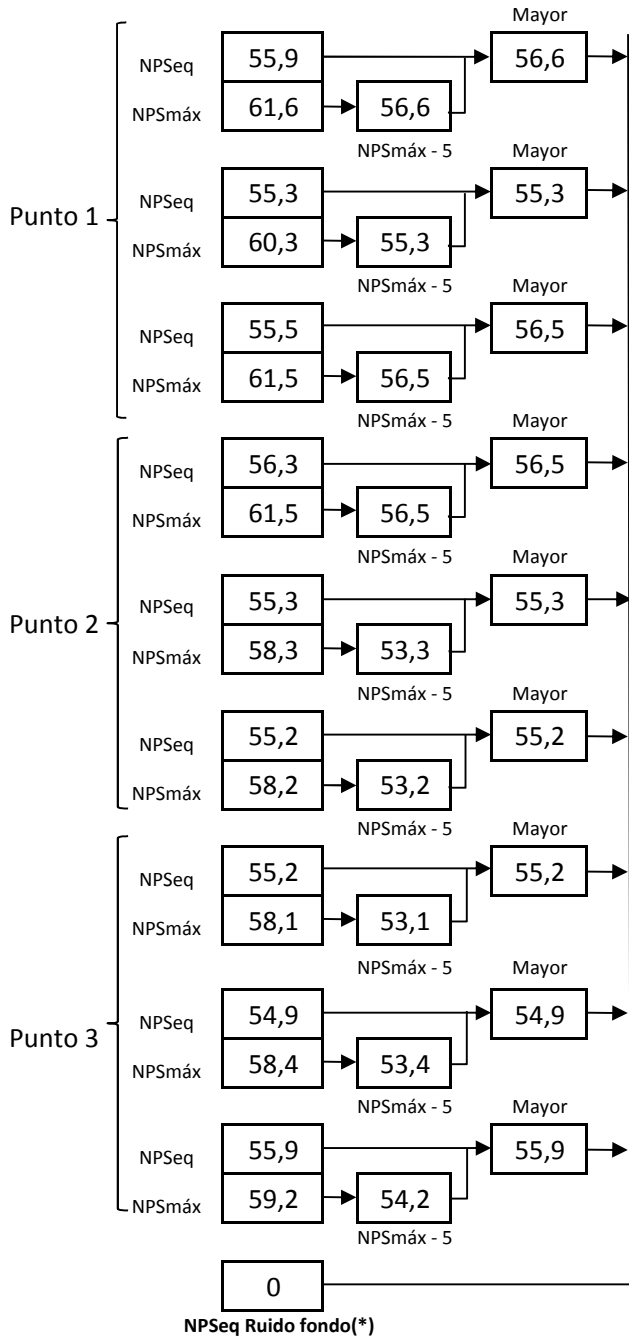 Mayor
NPSeq 55,9 56,6
NPSmáx 61,6 56,6
NPSmáx - 5
Mayor
NPSeq 55,3 55,3
Punto 1
NPSmáx 60,3 55,3
NPSmáx - 5
Mayor
NPSeq 55,5 56,5
NPSmáx 61,5 56,5
NPSmáx - 5
Mayor
NPSeq 56,3 56,5
NPSmáx 61,5 56,5
NPSmáx - 5
Mayor
NPSeq 55,3 55,3
Punto 2
NPSmáx 58,3 53,3
NPSmáx - 5
Mayor
NPSeq 55,2 55,2
NPSmáx 58,2 53,2
NPSmáx - 5
Mayor
NPSeq 55,2 55,2
NPSmáx 58,1 53,1
NPSmáx - 5
Mayor
NPSeq 54,9 54,9
Punto 3
NPSmáx 58,4 53,4
NPSmáx - 5
Mayor
NPSeq 55,9 55,9
NPSmáx 59,2 54,2
NPSmáx - 5
0
NPSeq Ruido fondo(*)